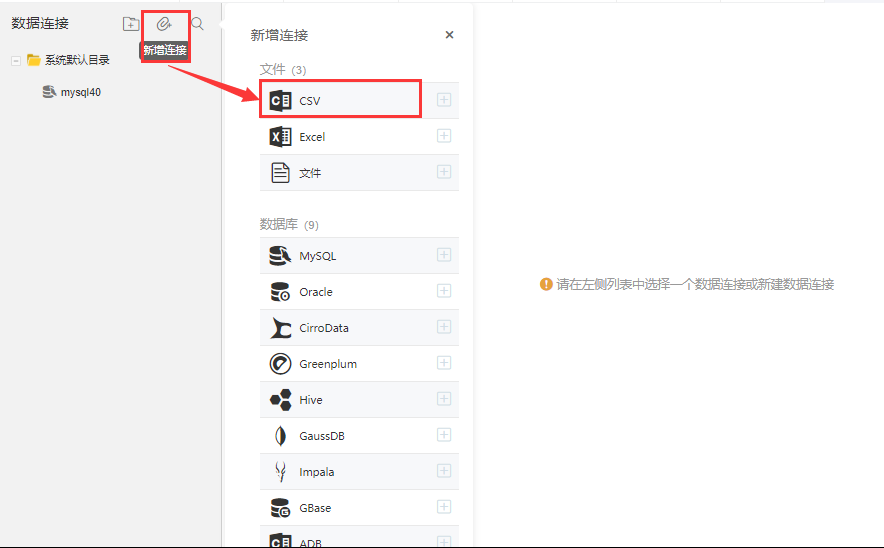 数据连接
新增连接
系统默认目录
mysql40
新增连接
文件 (3)
CSV
Excel
文件
数据库 (9)
MySQL
Oracle
CirroData
Greenplum
Hive
GaussDB
Impala
GBase
ADB
请在左侧列表中选择一个数据连接或新建数据连接